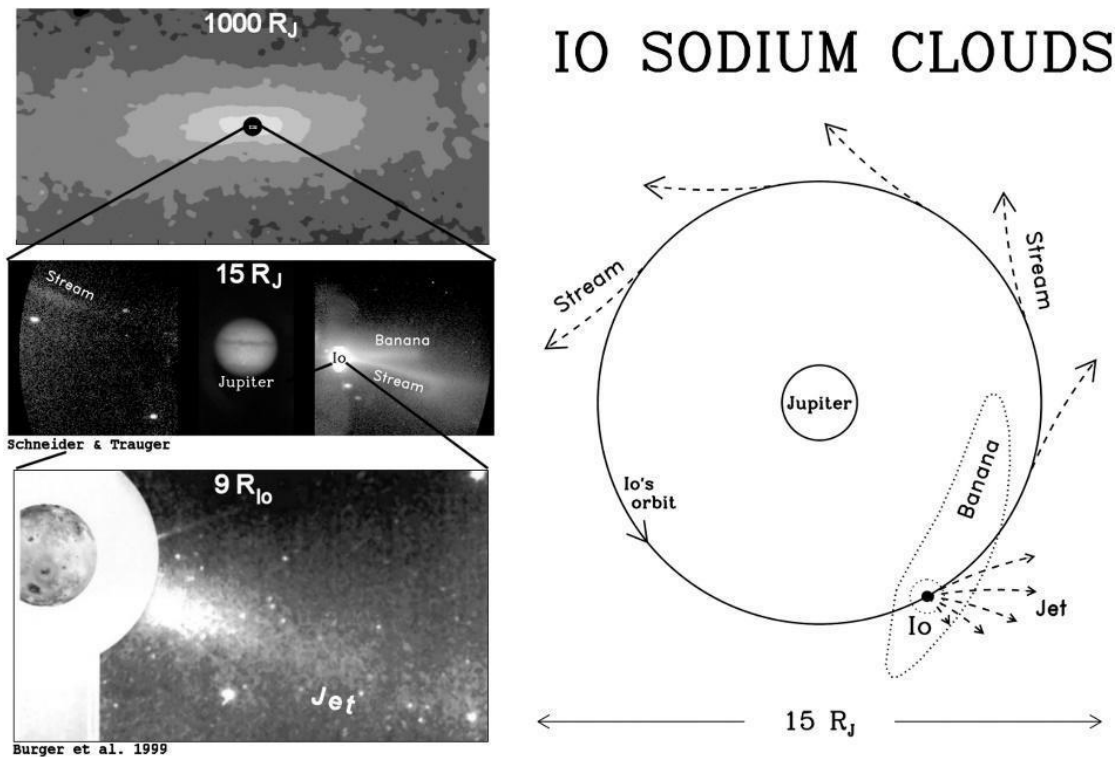 1000 RJ
15 RJ
Stream
Jupiter
Io
Banana
Stream
Schneider & Trauger
9 RIo
Jet
Burger et al. 1999
IO SODIUM CLOUDS
Stream
Stream
Jupiter
Io's
orbit
Banana
Io
Jet
15 RJ